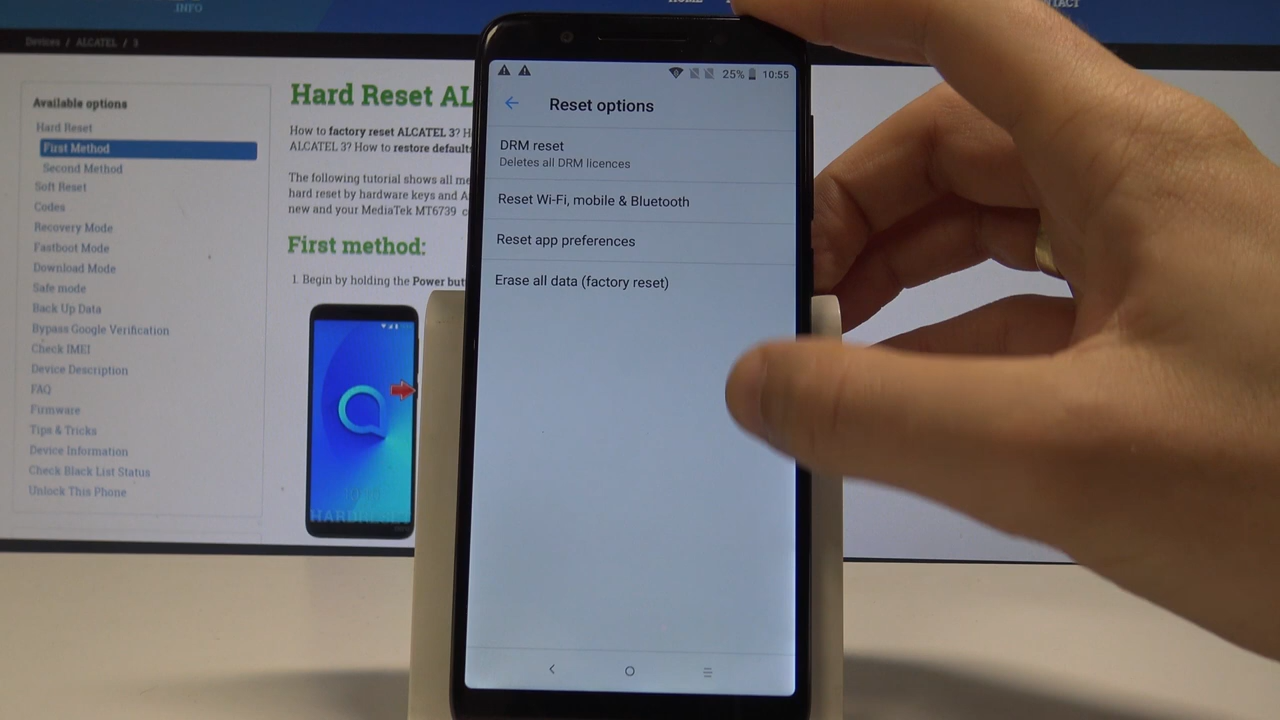 .INFO
Devices / ALCATEL / 3
Available options
Hard Reset
First Method
Second Method
Soft Reset
Codes
Recovery Mode
Fastboot Mode
Download Mode
Safe mode
Back Up Data
Bypass Google Verification
Check IMEI
Device Description
FAQ
Firmware
Tips & Tricks
Device Information
Check Black List Status
Unlock This Phone
Hard Reset AL
How to factory reset ALCATEL 3? H
ALCATEL 3? How to restore defaults
The following tutorial shows all me
hard reset by hardware keys and A
new and your MediaTek MT6739 c
First method:
1. Begin by holding the Power but
25% 10:55
Reset options
DRM reset
Deletes all DRM licences
Reset Wi-Fi, mobile & Bluetooth
Reset app preferences
Erase all data (factory reset)